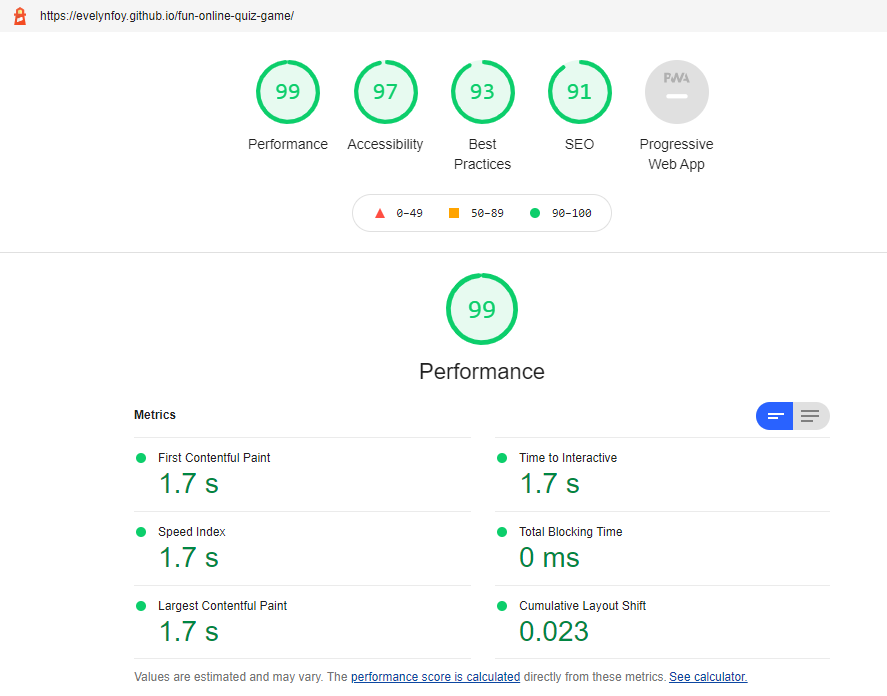 https://evelynfoy.github.io/fun-online-quiz-game/
99 97 93 91 PWA
Performance Accessibility Best Practices SEO Progressive Web App
0–49 50–89 90–100
99
Performance
Metrics
First Contentful Paint
1.7 s
Time to Interactive
1.7 s
Speed Index
1.7 s
Total Blocking Time
0 ms
Largest Contentful Paint
1.7 s
Cumulative Layout Shift
0.023
Values are estimated and may vary. The performance score is calculated directly from these metrics. See calculator.